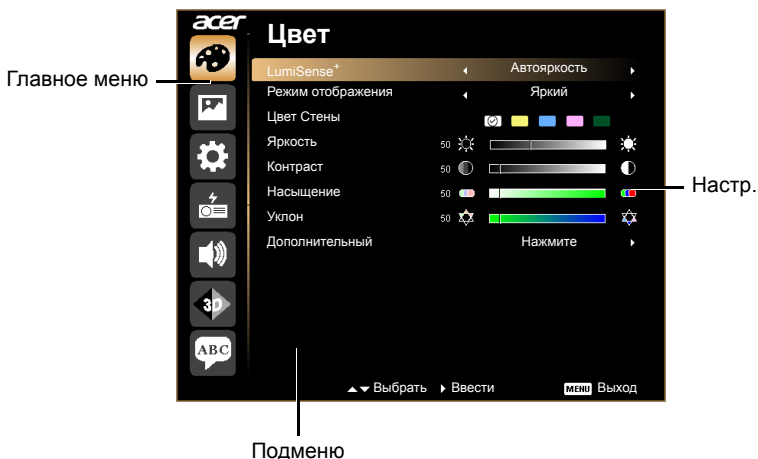 acer
Цвет
Главное меню
LumiSense+ Автояркость
Режим отображения Яркий
Цвет Стены
Яркость 50
Контраст 50
Насыщение 50
Настр.
Уклон 50
Дополнительный Нажмите
3D
ABC
Выбрать Ввести MENU Выход
Подменю